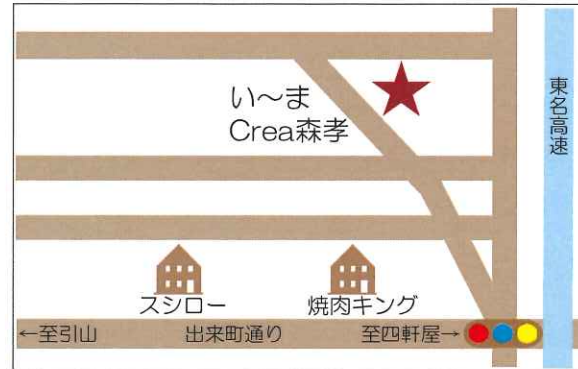 い〜ま
Crea森孝
東名高速
スシロー
焼肉キング
←至引山
出来町通り
至四軒屋→